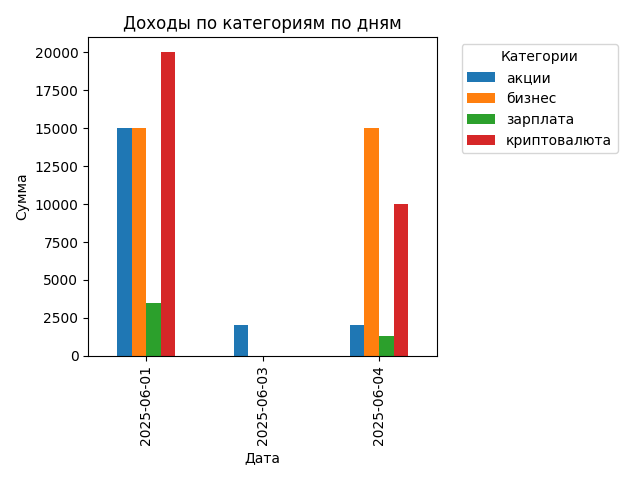 Доходы по категориям по дням
Сумма
20000
17500
15000
12500
10000
7500
5000
2500
0
2025-06-01
2025-06-03
2025-06-04
Дата
Категории
акции
бизнес
зарплата
криптовалюта